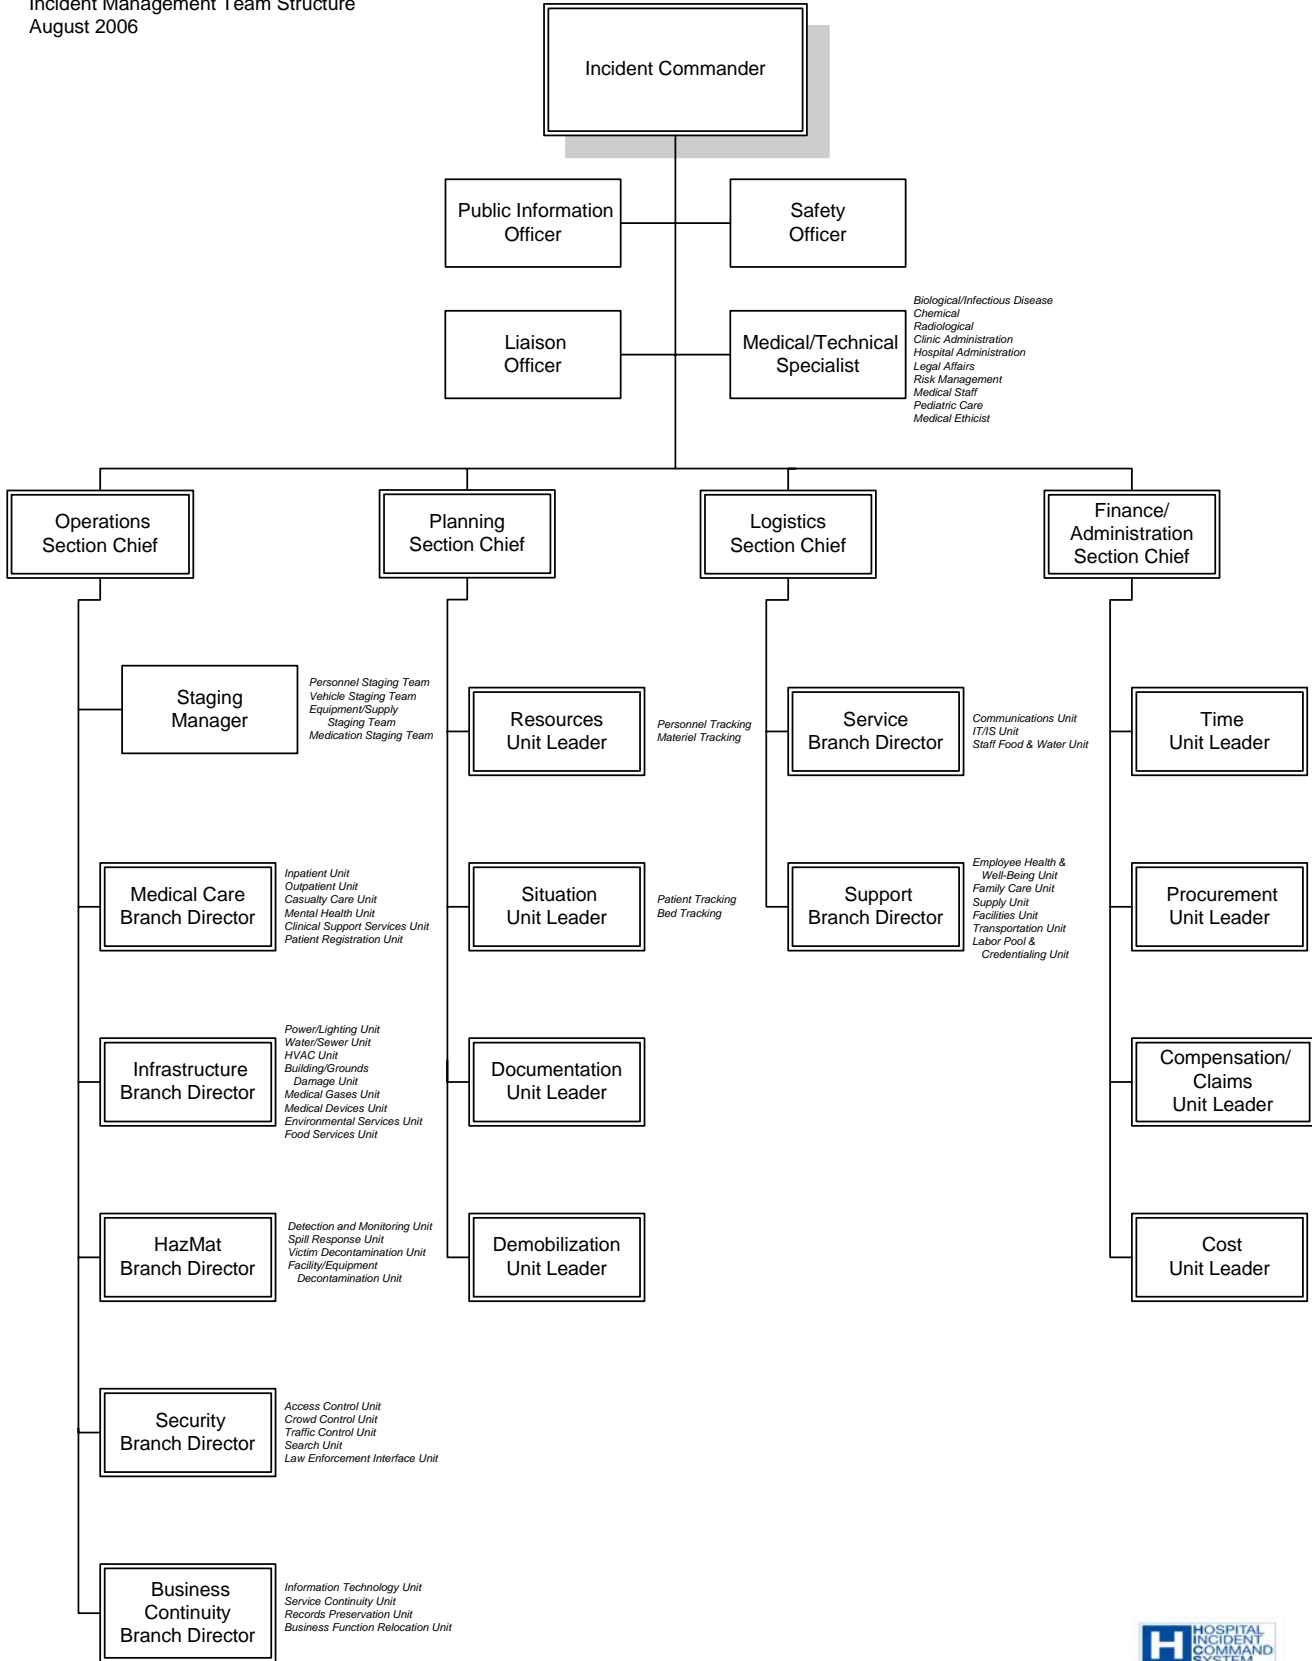 Incident Management Team Structure
August 2006
Incident Commander
Public Information
Officer
Safety
Officer
Liaison
Officer
Medical/Technical
Specialist
Biological/Infectious Disease
Chemical
Radiological
Clinic Administration
Hospital Administration
Legal Affairs
Risk Management
Medical Staff
Pediatric Care
Medical Ethicist
Operations
Section Chief
Planning
Section Chief
Logistics
Section Chief
Finance/
Administration
Section Chief
Staging
Manager
Personnel Staging Team
Vehicle Staging Team
Equipment/Supply
Staging Team
Medication Staging Team
Resources
Unit Leader
Personnel Tracking
Materiel Tracking
Service
Branch Director
Communications Unit
IT/IS Unit
Staff Food & Water Unit
Time
Unit Leader
Medical Care
Branch Director
Inpatient Unit
Outpatient Unit
Casualty Care Unit
Mental Health Unit
Clinical Support Services Unit
Patient Registration Unit
Situation
Unit Leader
Patient Tracking
Bed Tracking
Support
Branch Director
Employee Health &
Well-Being Unit
Family Care Unit
Supply Unit
Facilities Unit
Transportation Unit
Labor Pool &
Credentialing Unit
Procurement
Unit Leader
Infrastructure
Branch Director
Power/Lighting Unit
Water/Sewer Unit
HVAC Unit
Building/Grounds
Damage Unit
Medical Gases Unit
Medical Devices Unit
Environmental Services Unit
Food Services Unit
Documentation
Unit Leader
Compensation/
Claims
Unit Leader
HazMat
Branch Director
Detection and Monitoring Unit
Spill Response Unit
Victim Decontamination Unit
Facility/Equipment
Decontamination Unit
Demobilization
Unit Leader
Cost
Unit Leader
Security
Branch Director
Access Control Unit
Crowd Control Unit
Traffic Control Unit
Search Unit
Law Enforcement Interface Unit
Business
Continuity
Branch Director
Information Technology Unit
Service Continuity Unit
Records Preservation Unit
Business Function Relocation Unit
H
HOSPITAL
INCIDENT
COMMAND
SYSTEM